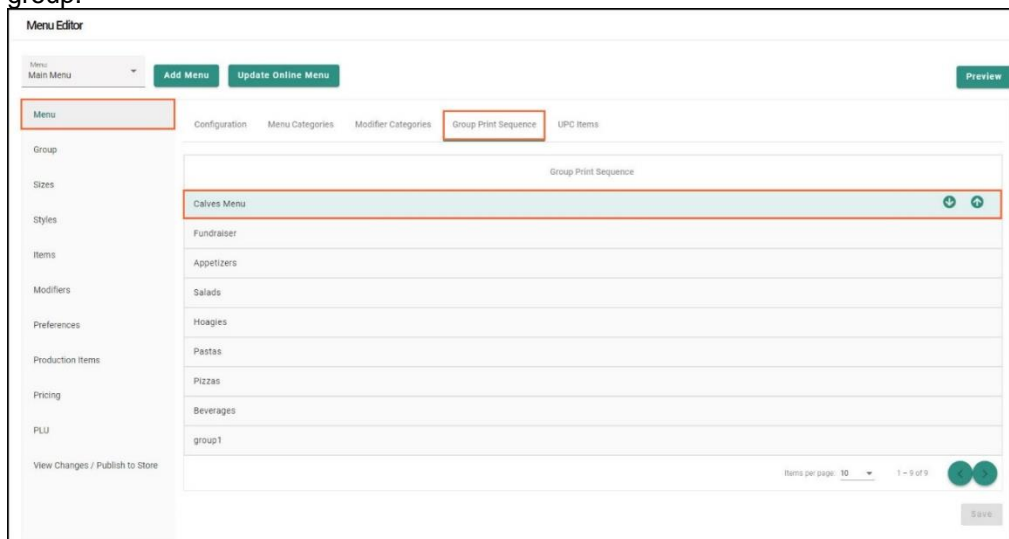 group.
Menu Editor
Menu
Main Menu
Add Menu
Update Online Menu
Preview
Menu
Configuration
Menu Categories
Modifier Categories
Group Print Sequence
UPC Items
Group
Sizes
Styles
Items
Modifiers
Preferences
Production Items
Pricing
PLU
View Changes / Publish to Store
Group Print Sequence
Calves Menu
Fundraiser
Appetizers
Salads
Hoagies
Pastas
Pizzas
Beverages
group1
Items per page: 10
1 – 9 of 9
Save